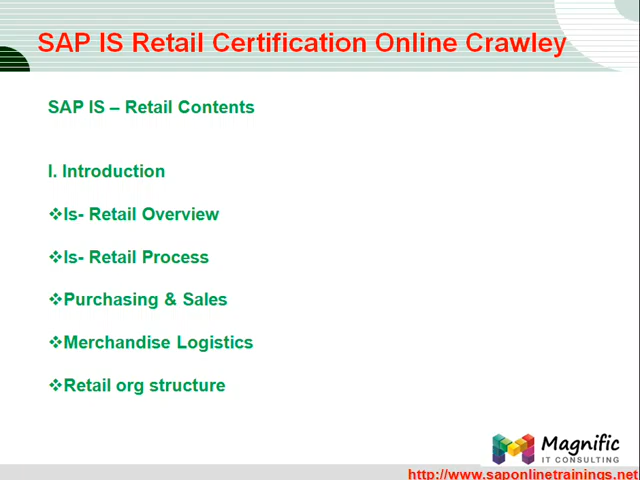 SAP IS Retail Certification Online Crawley
SAP IS – Retail Contents
I. Introduction
❖Is- Retail Overview
❖Is- Retail Process
❖Purchasing & Sales
❖Merchandise Logistics
❖Retail org structure
Magnific
IT CONSULTING
http://www.saponlinetrainings.net